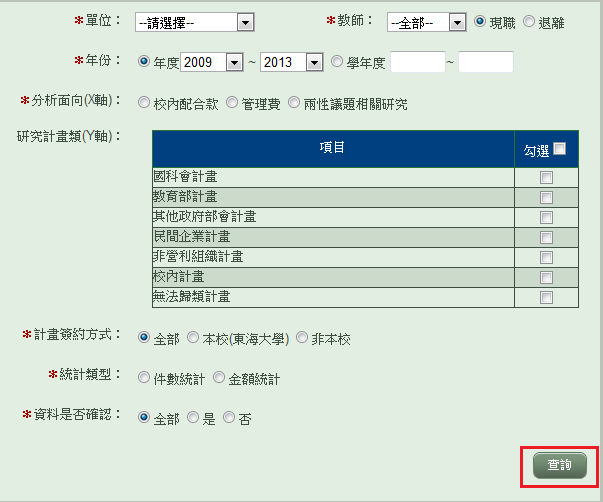 *單位： --請選擇-- *教師： --全部-- 現職 退離
*年份： 年度 2009 ~ 2013 學年度 ~
*分析面向(X軸)： 校內配合款 管理費 兩性議題相關研究
研究計畫類(Y軸)：
項目 勾選
國科會計畫
教育部計畫
其他政府部會計畫
民間企業計畫
非營利組織計畫
校內計畫
無法歸類計畫
*計畫簽約方式： 全部 本校(東海大學) 非本校
*統計類型： 件數統計 金額統計
*資料是否確認： 全部 是 否
查詢